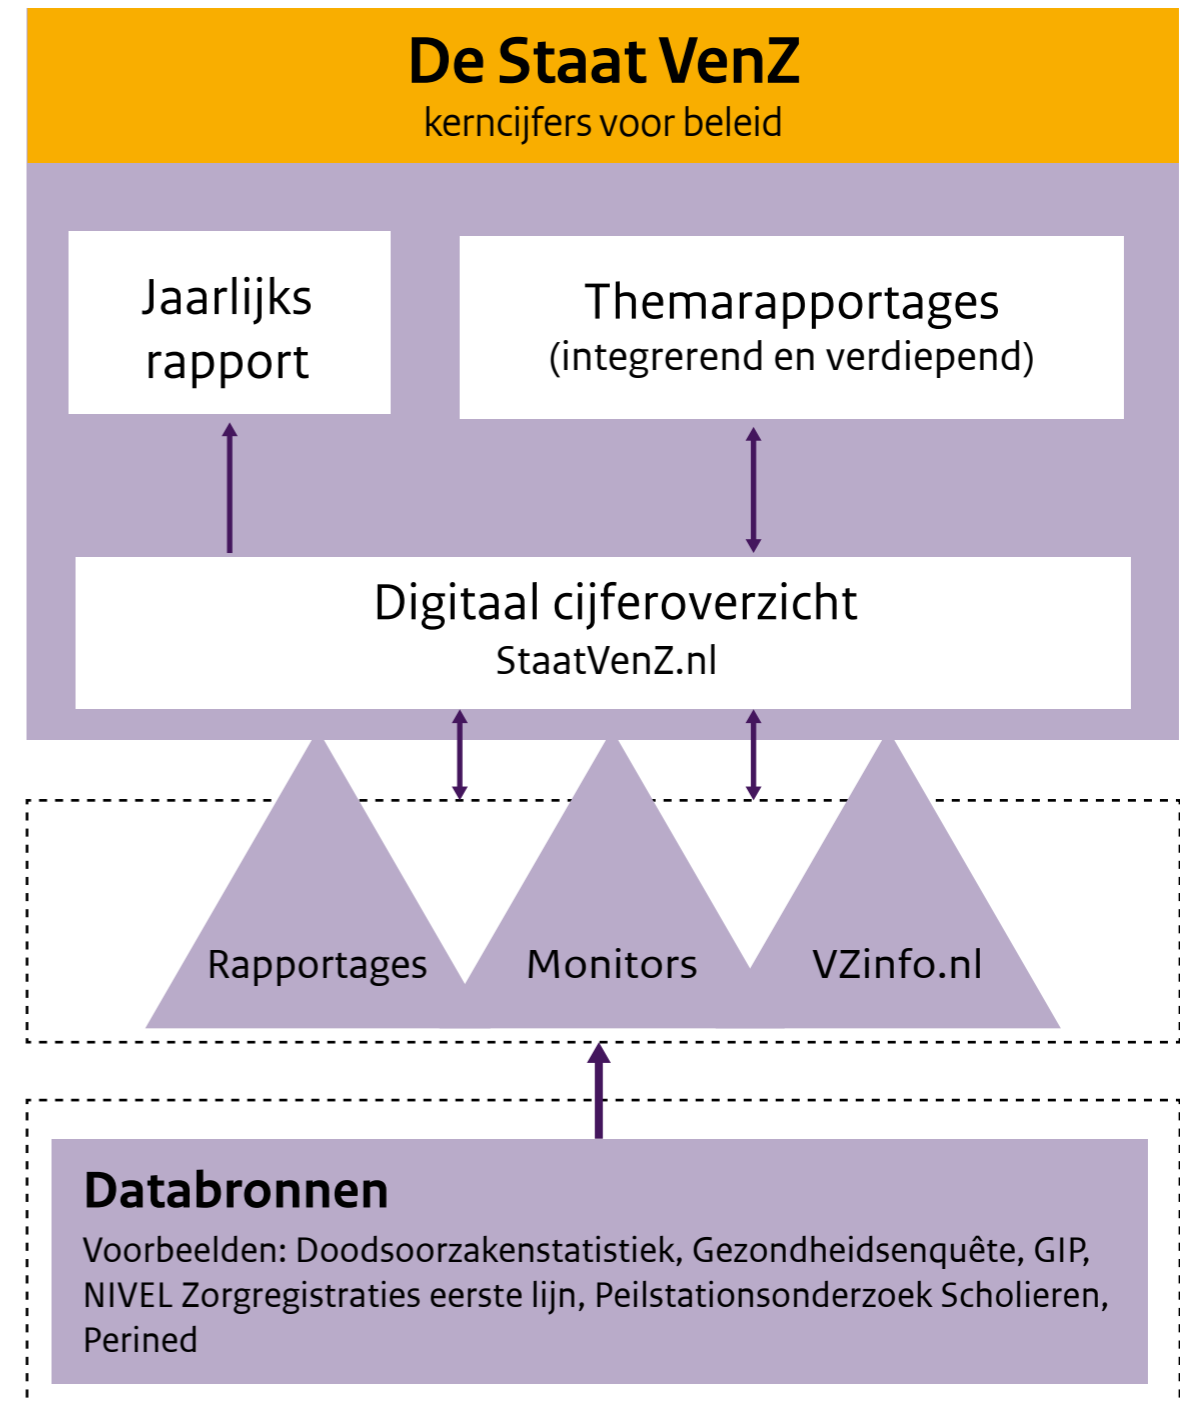 De Staat VenZ
kerncijfers voor beleid
Jaarlijks
rapport
Themarapportages
(integrerend en verdiepend)
Digitaal cijferoverzicht
StaatVenZ.nl
Rapportages
Monitors
VZinfo.nl
Databronnen
Voorbeelden: Doodsoorzakenstatistiek, Gezondheidsenquête, GIP,
NIVEL Zorgregistraties eerste lijn, Peilstationsonderzoek Scholieren,
Perined